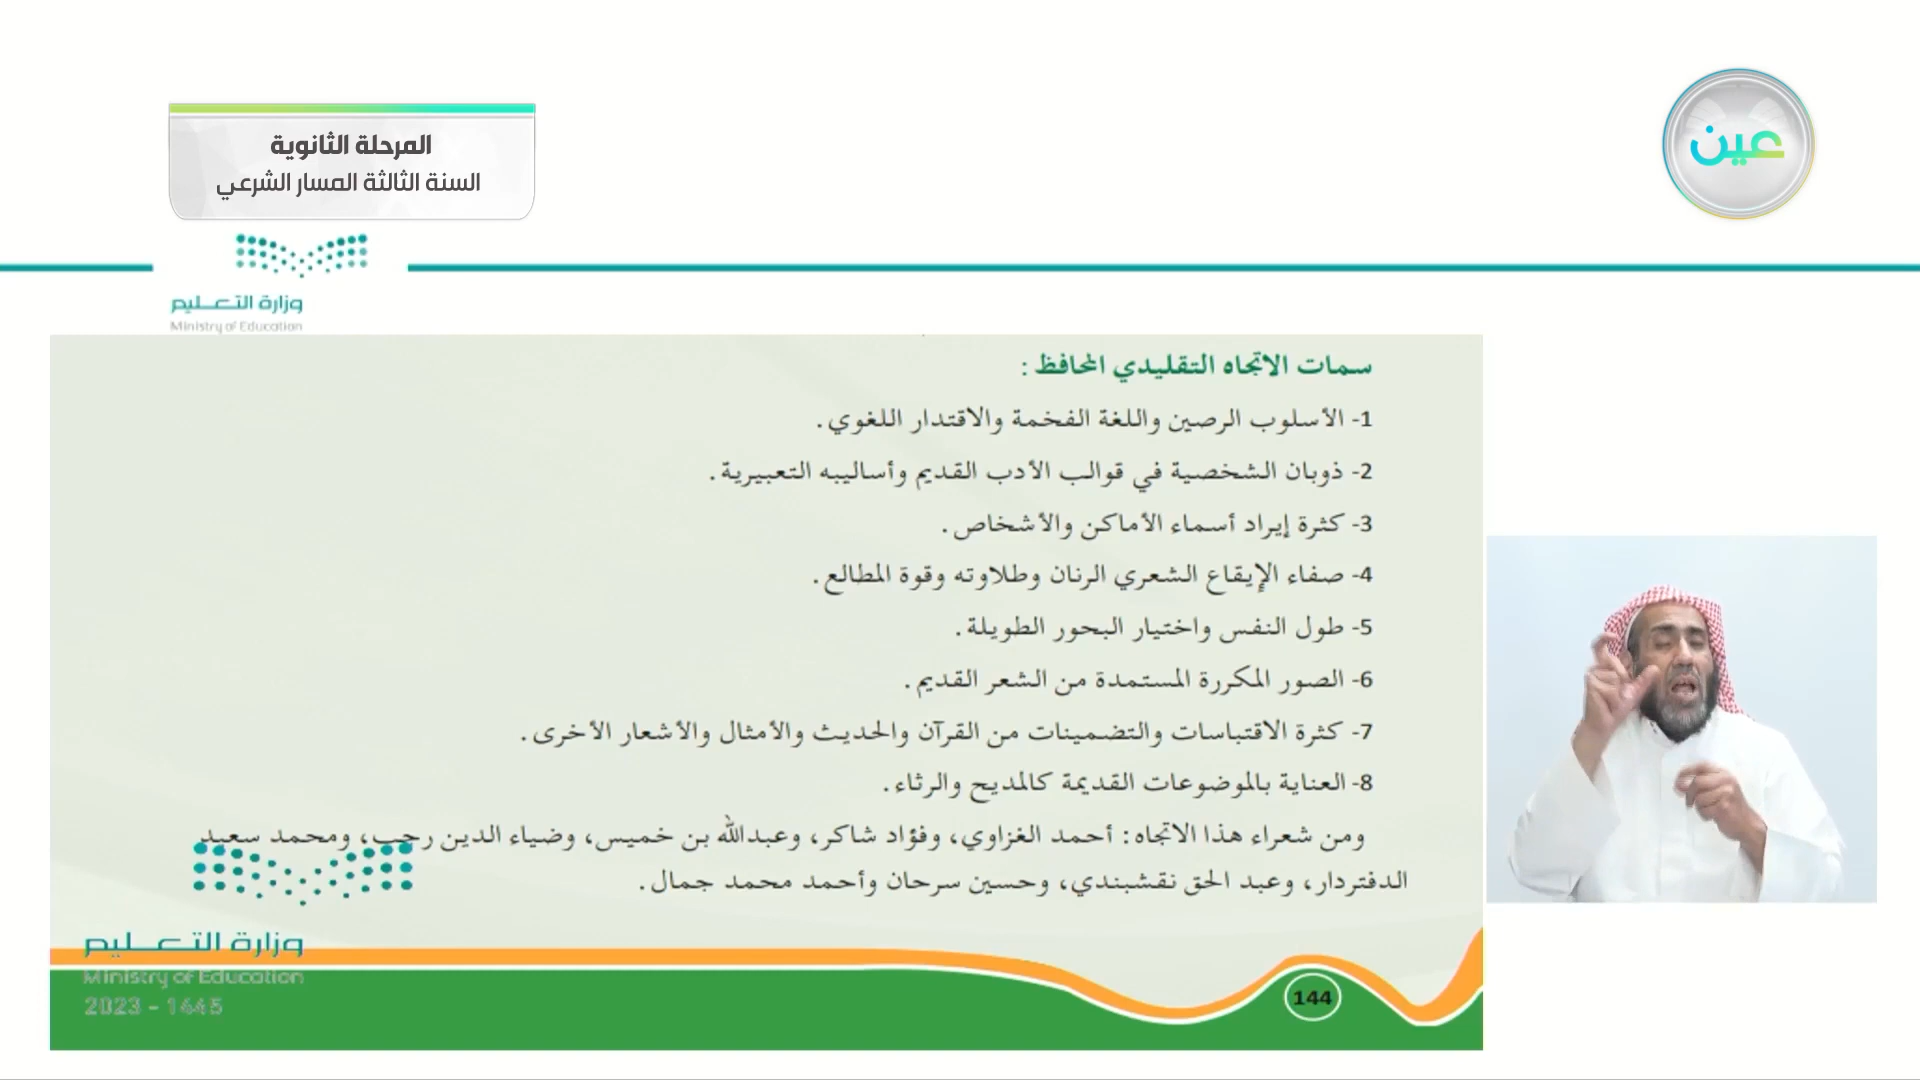 المرحلة الثانوية
السنة الثالثة المسار الشرعي
عين
وزارة التعليم
Ministry of Education
سمات الاتجاه التقليدي المحافظ :
1- الأسلوب الرصين واللغة الفخمة والاقتدار اللغوي .
2- ذوبان الشخصية في قوالب الأدب القديم وأساليبه التعبيرية .
3- كثرة إيراد أسماء الأماكن والأشخاص .
4- صفاء الإيقاع الشعري الرنان وطلاوته وقوة المطالع .
5- طول النفس واختيار البحور الطويلة .
6- الصور المكررة المستمدة من الشعر القديم .
7- كثرة الاقتباسات والتضمينات من القرآن والحديث والأمثال والأشعار الأخرى .
8- العناية بالموضوعات القديمة كالمديح والرثاء .
ومن شعراء هذا الاتجاه : أحمد الغزاوي، وفؤاد شاكر، وعبدالله بن خميس، وضياء الدين رجب، ومحمد سعيد
الدفتردار، وعبد الحق نقشبندي، وحسين سرحان وأحمد محمد جمال .
وزارة التعليم
Ministry of Education
2023 - 1445
144